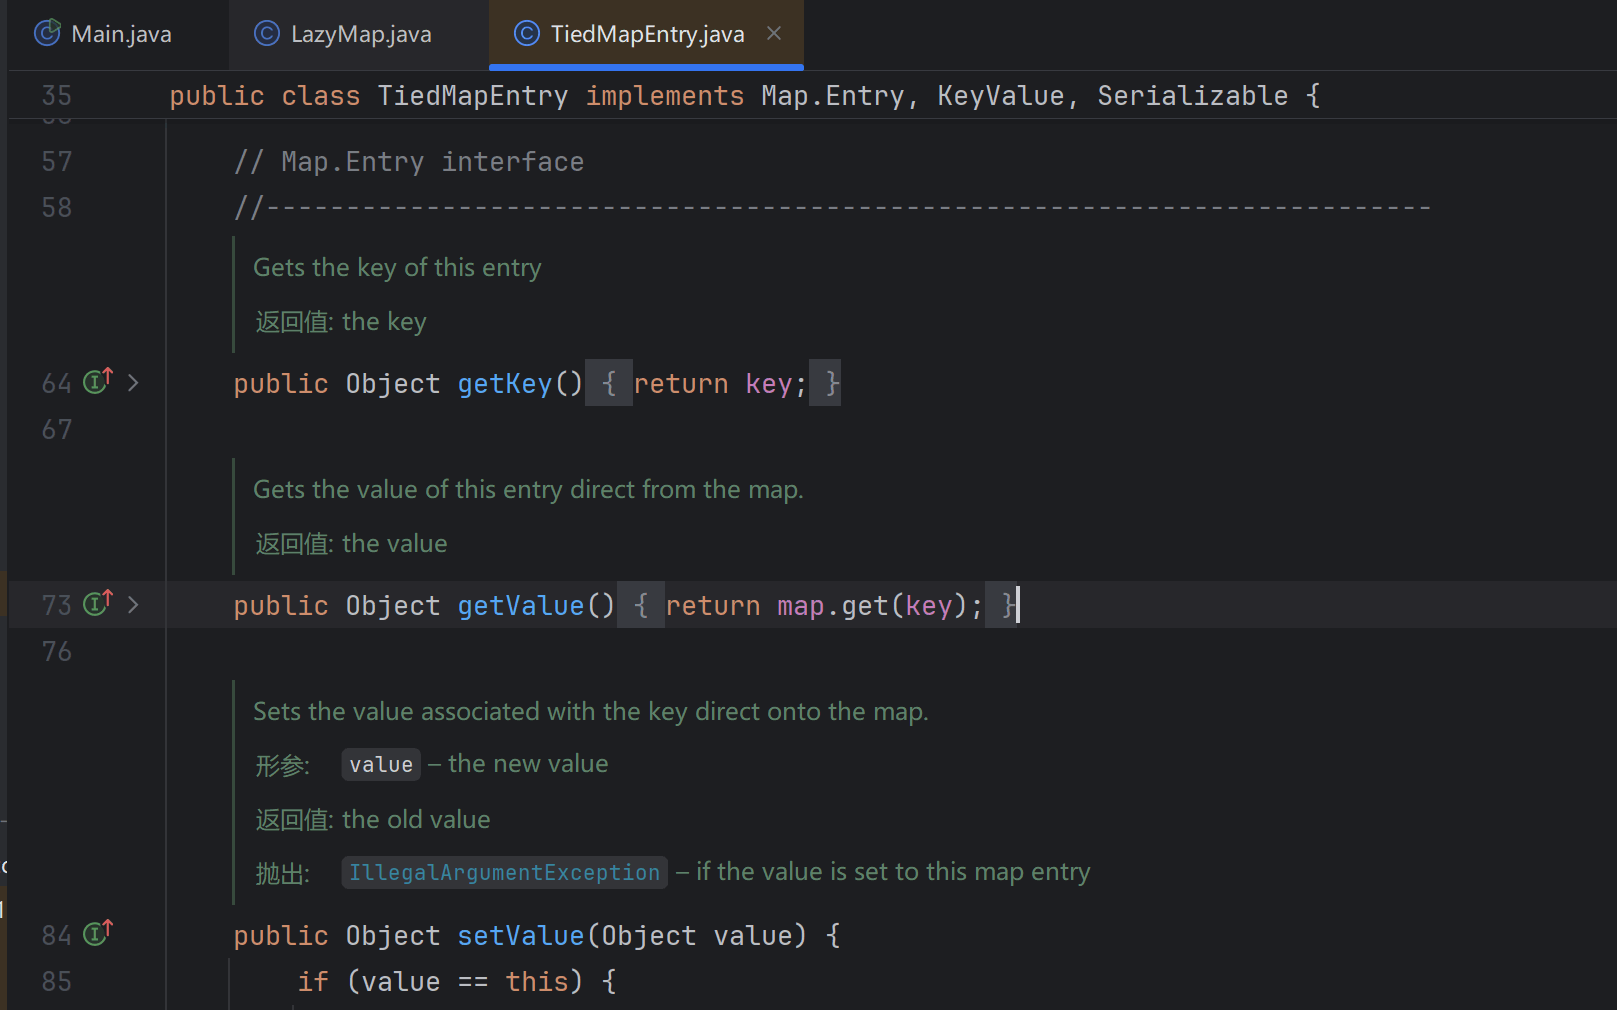 Main.java LazyMap.java TiedMapEntry.java
35 public class TiedMapEntry implements Map.Entry, KeyValue, Serializable {
57 // Map.Entry interface
58 //-------------------------------------------------------------------------
Gets the key of this entry
返回值: the key
64 public Object getKey() { return key; }
67
Gets the value of this entry direct from the map.
返回值: the value
73 public Object getValue() { return map.get(key); }
76
Sets the value associated with the key direct onto the map.
形参: value – the new value
返回值: the old value
抛出: IllegalArgumentException – if the value is set to this map entry
84 public Object setValue(Object value) {
85 if (value == this) {